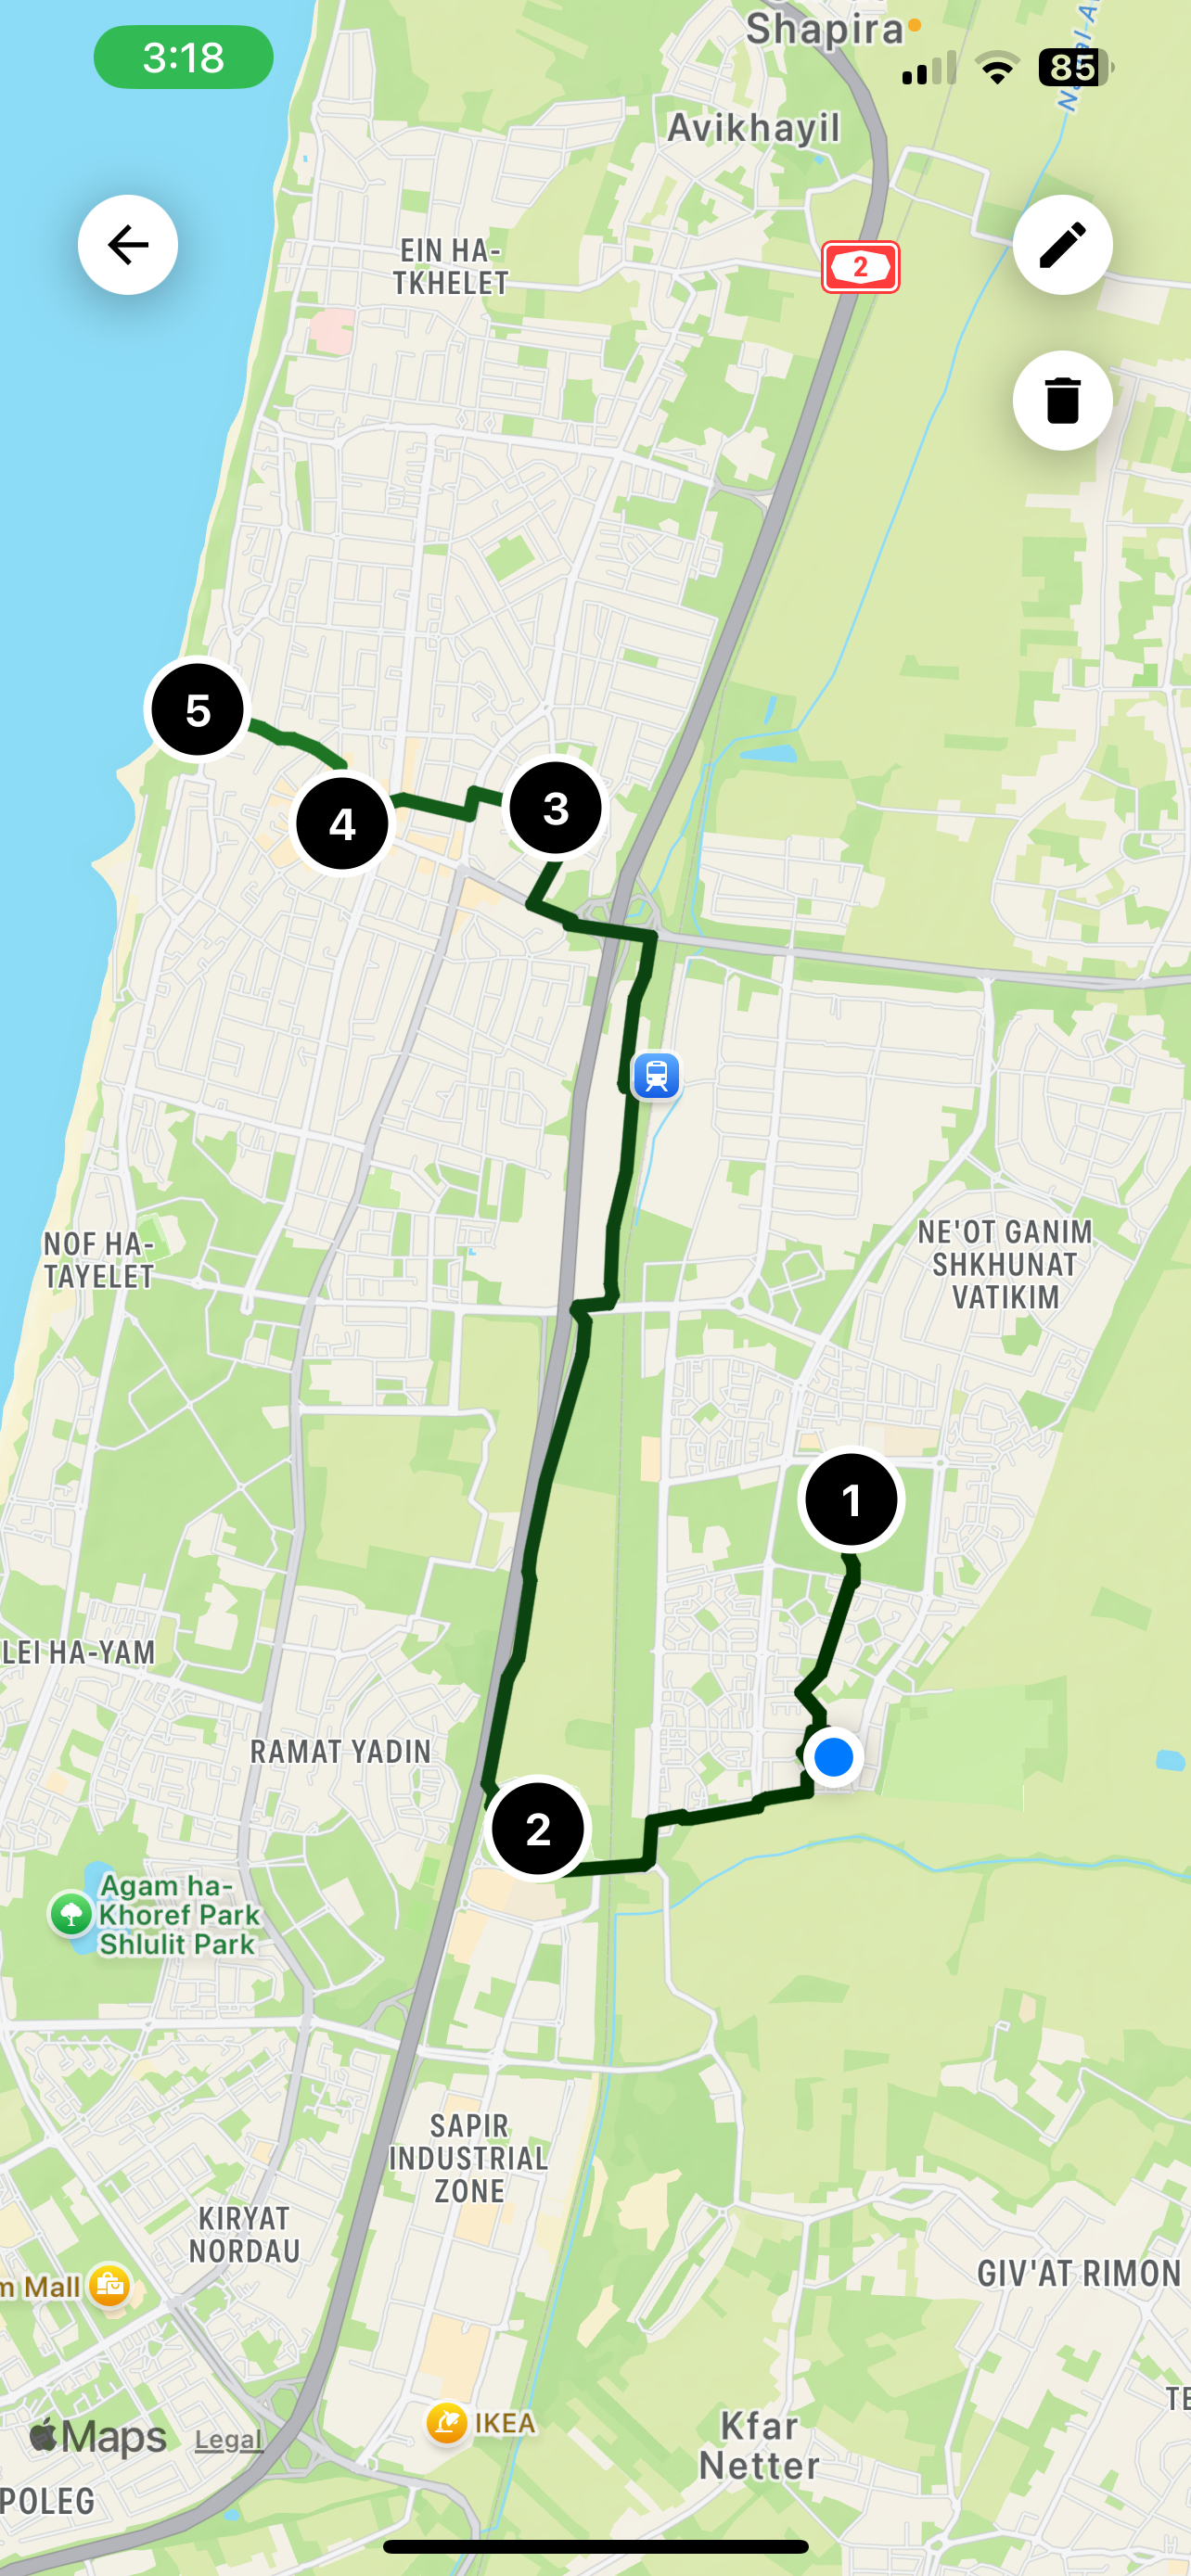 Shapira
3:18
85
Avikhayil
EIN HA-
TKHELET
2
5
3
4
NOF HA-
TAYELET
NE'OT GANIM
SHKHUNAT
VATIKIM
1
LEI HA-YAM
RAMAT YADIN
2
Agam ha-
Khoref Park
Shlulit Park
SAPIR
INDUSTRIAL
ZONE
KIRYAT
NORDAU
GIV'AT RIMON
m Mall
TE
IKEA
Kfar
Netter
Maps
Legal
POLEG